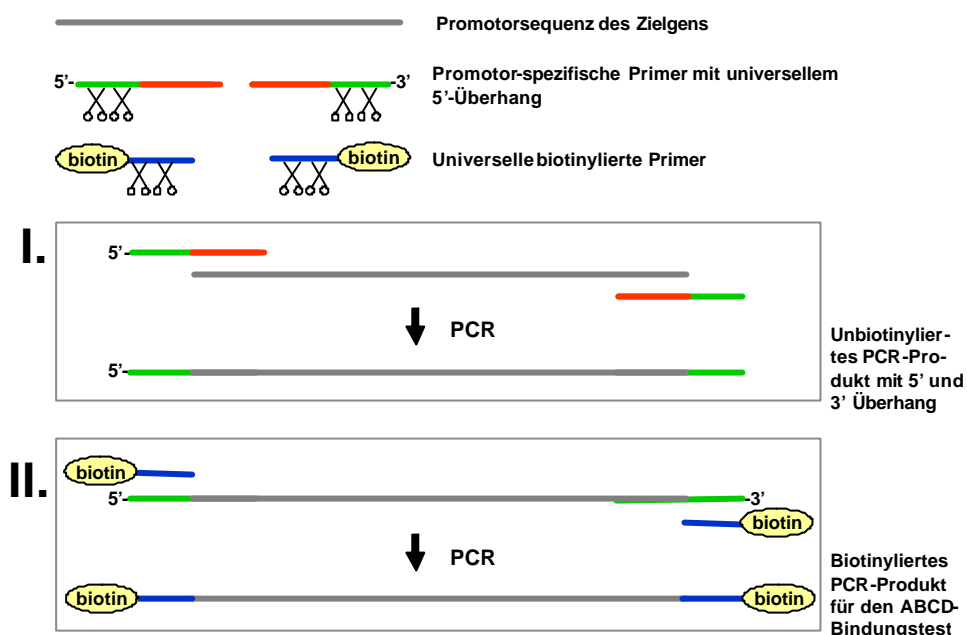 Promotorsequenz des Zielgens
5’-
-3’
Promotor-spezifische Primer mit universellem
5’-Überhang
biotin
biotin
Universelle biotinylierte Primer
I.
5’-
PCR
5’-
Unbiotinylier-
tes PCR-Pro-
dukt mit 5’ und
3’ Überhang
II.
biotin
5’-
-3’
biotin
PCR
biotin
biotin
Biotinyliertes
PCR-Produkt
für den ABCD-
Bindungstest